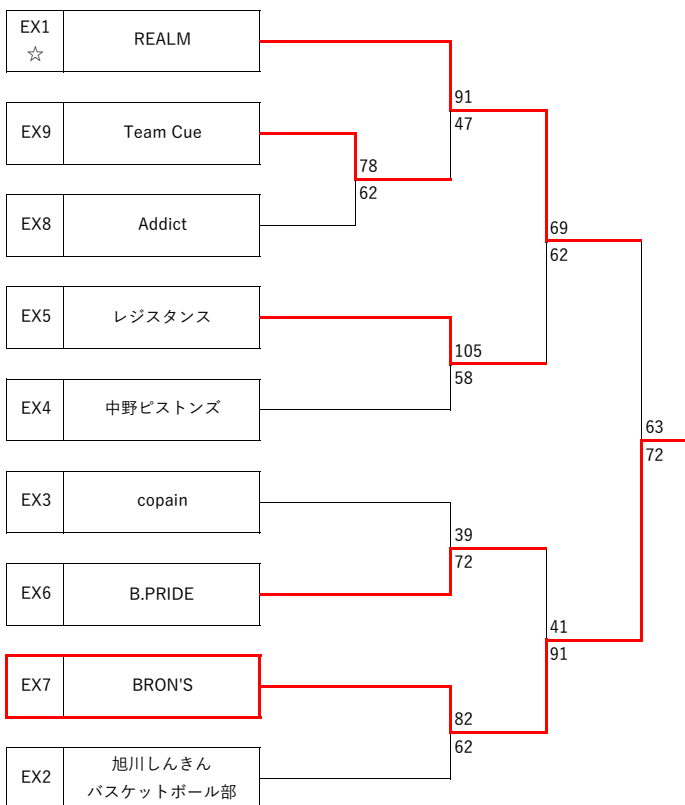 EX1
☆
REALM
91
47
EX9
Team Cue
78
62
EX8
Addict
69
62
EX5
レジスタンス
105
58
EX4
中野ピストンズ
63
72
EX3
copain
39
72
EX6
B.PRIDE
41
91
EX7
BRON'S
82
62
EX2
旭川しんきん
バスケットボール部